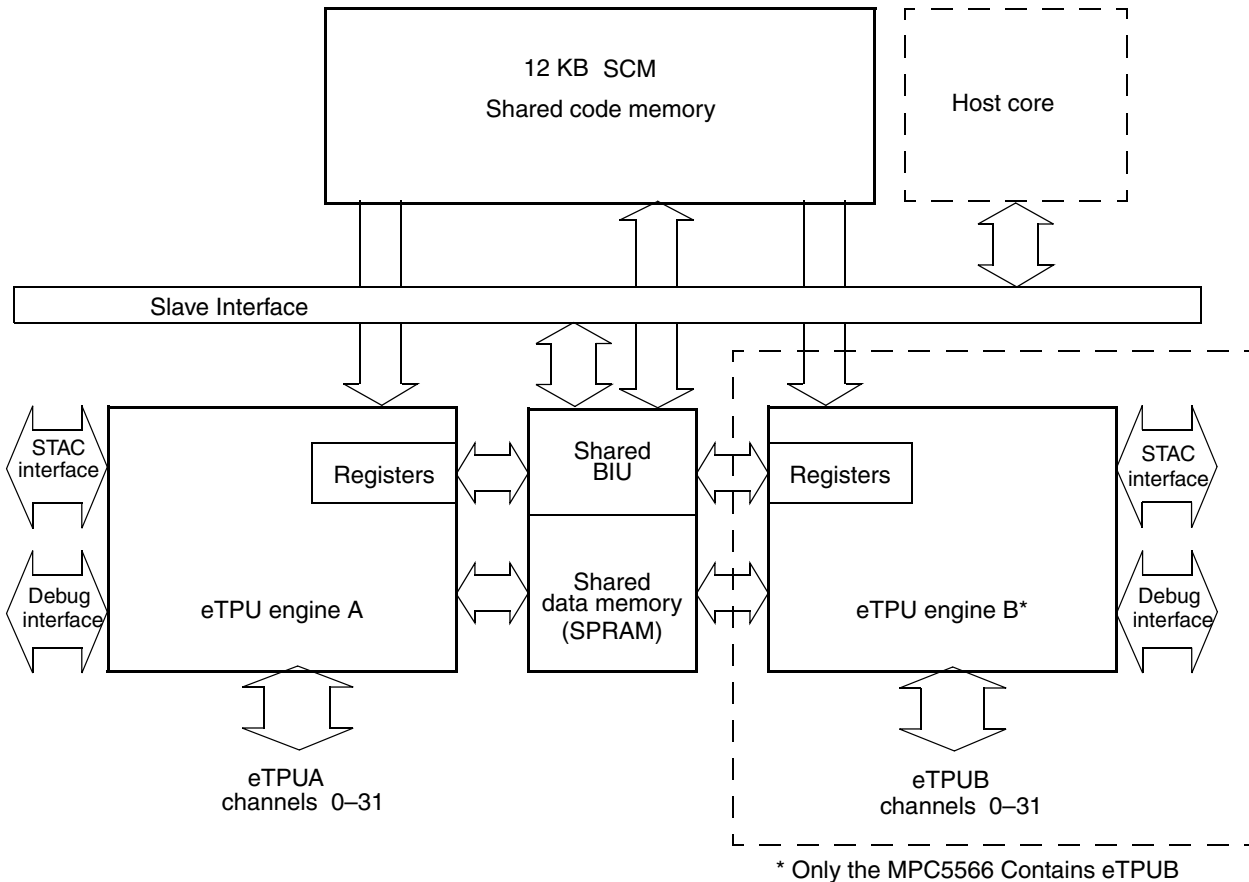 12 KB SCM
Shared code memory
Host core
Slave Interface
STAC
interface
Registers
Shared
BIU
Registers
STAC
interface
Debug
interface
eTPU engine A
Shared
data memory
(SPRAM)
eTPU engine B*
Debug
interface
eTPUA
channels 0–31
eTPUB
channels 0–31
* Only the MPC5566 Contains eTPUB